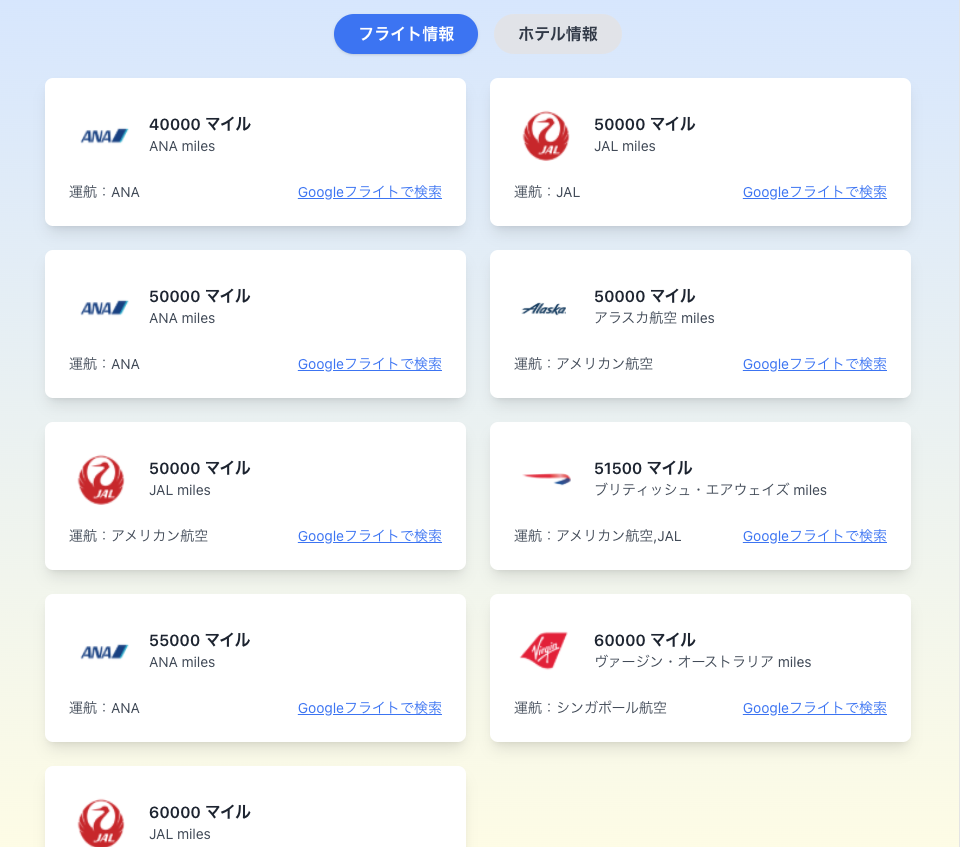 フライト情報
ホテル情報
ANA
40000 マイル
ANA miles
運航：ANA
Googleフライトで検索
JAL
50000 マイル
JAL miles
運航：JAL
Googleフライトで検索
ANA
50000 マイル
ANA miles
運航：ANA
Googleフライトで検索
Alaska
50000 マイル
アラスカ航空 miles
運航：アメリカン航空
Googleフライトで検索
JAL
50000 マイル
JAL miles
運航：アメリカン航空
Googleフライトで検索
51500 マイル
ブリティッシュ・エアウェイズ miles
運航：アメリカン航空,JAL
Googleフライトで検索
ANA
55000 マイル
ANA miles
運航：ANA
Googleフライトで検索
Virgin
60000 マイル
ヴァージン・オーストラリア miles
運航：シンガポール航空
Googleフライトで検索
JAL
60000 マイル
JAL miles